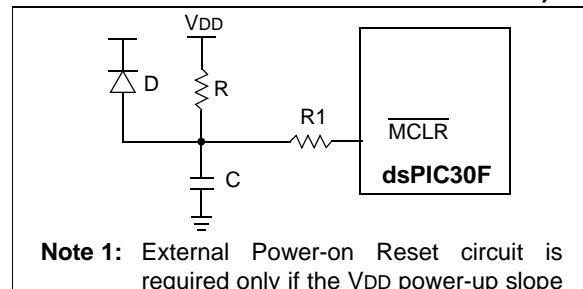 VDD
D
R
R1
MCLR
C
dsPIC30F
Note 1: External Power-on Reset circuit is
required only if the VDD power-up slope